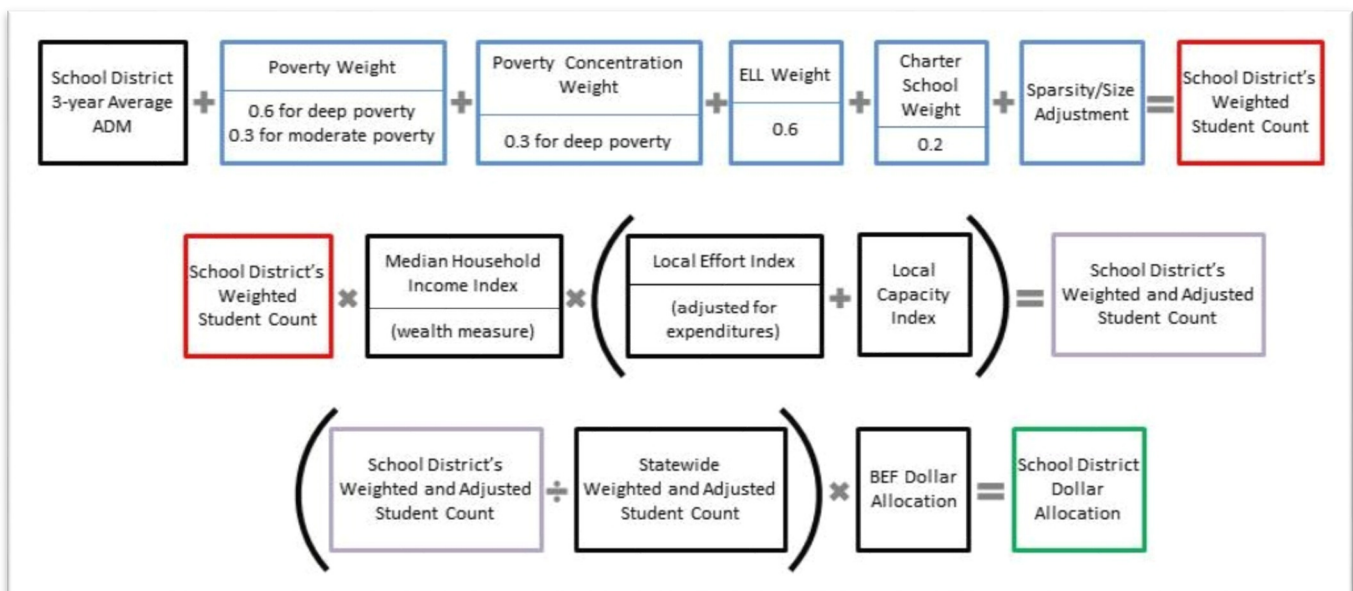 School District
3-year Average
ADM
+
Poverty Weight
0.6 for deep poverty
0.3 for moderate poverty
+
Poverty Concentration
Weight
0.3 for deep poverty
+
ELL Weight
0.6
+
Charter
School
Weight
0.2
+
Sparsity/Size
Adjustment
=
School District's
Weighted
Student Count
School District's
Weighted
Student Count
×
Median Household
Income Index
(wealth measure)
×
(
Local Effort Index
(adjusted for
expenditures)
+
Local
Capacity
Index
)
=
School District's
Weighted and Adjusted
Student Count
(
School District's
Weighted and Adjusted
Student Count
÷
Statewide
Weighted and Adjusted
Student Count
)
×
BEF Dollar
Allocation
=
School District
Dollar
Allocation